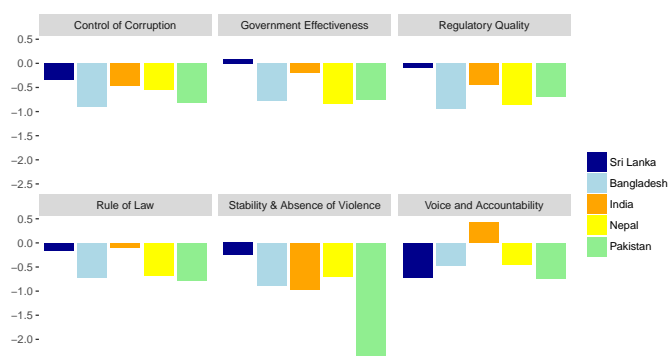 Control of Corruption
Government Effectiveness
Regulatory Quality
0.5
0.0
−0.5
−1.0
−1.5
−2.0
−2.5
Sri Lanka
Bangladesh
India
Nepal
Pakistan
Rule of Law
Stability & Absence of Violence
Voice and Accountability
0.5
0.0
−0.5
−1.0
−1.5
−2.0